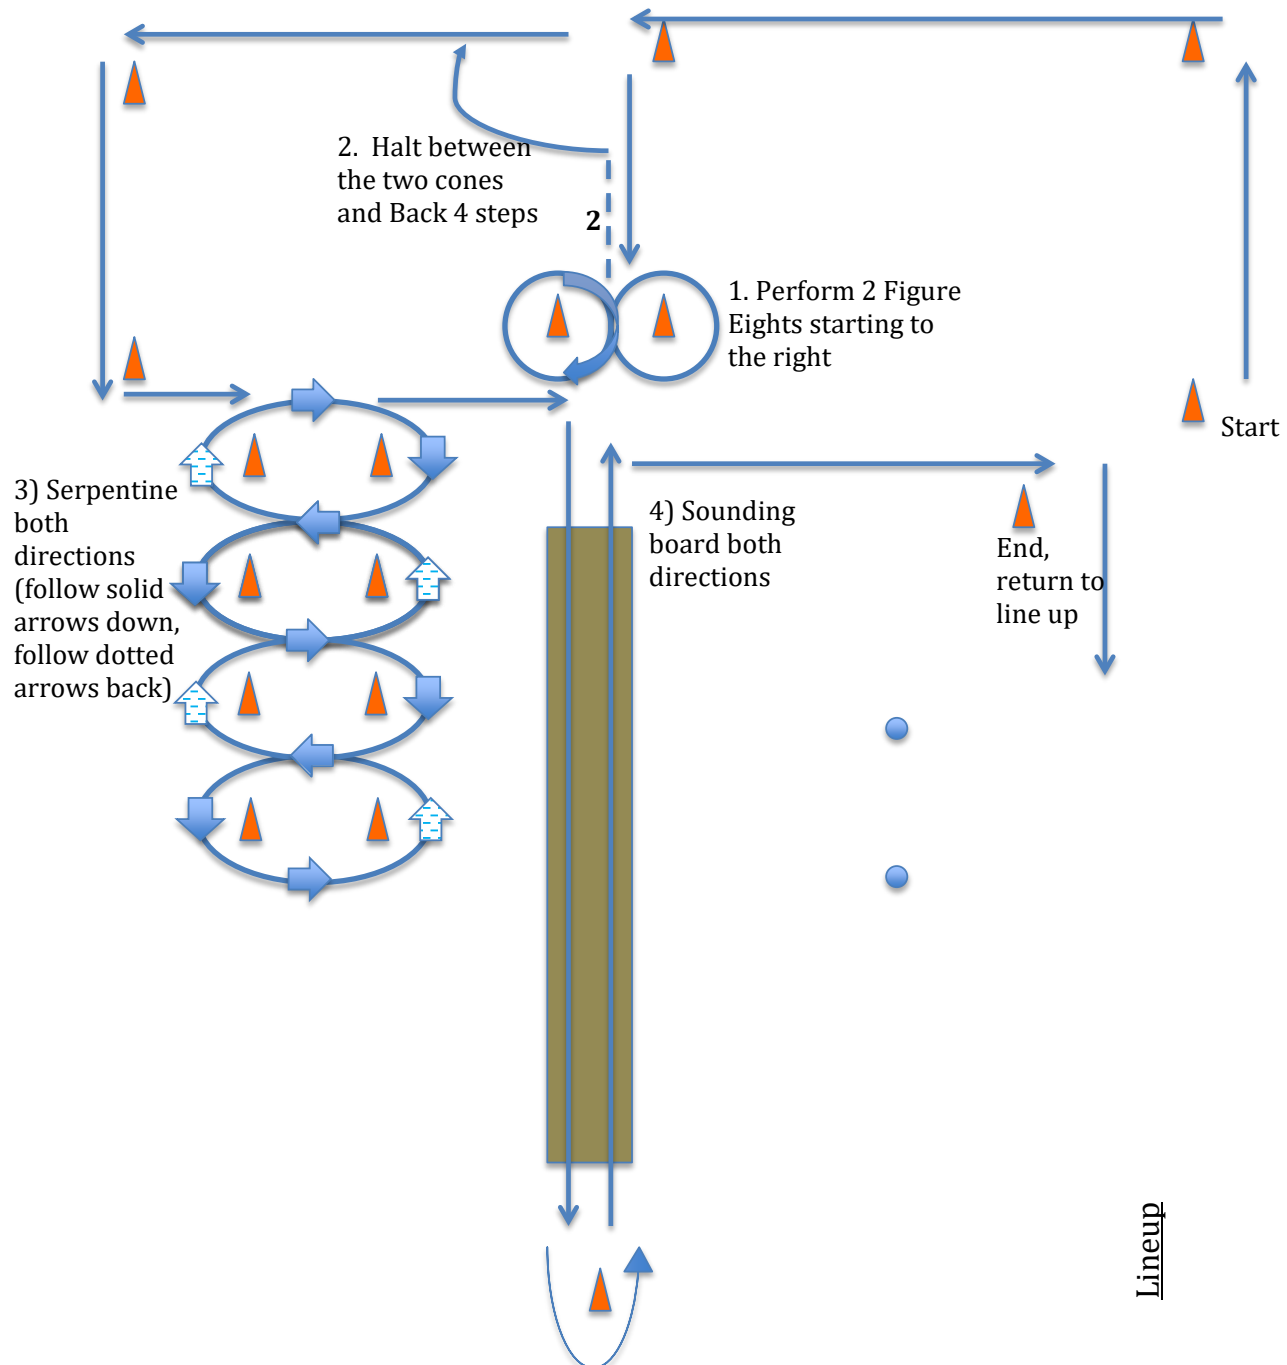 2.  Halt between
the two cones
and Back 4 steps
2
1. Perform 2 Figure
Eights starting to
the right
Start
3) Serpentine
both
directions
(follow solid
arrows down,
follow dotted
arrows back)
4) Sounding
board both
directions
End,
return to
line up
Lineup